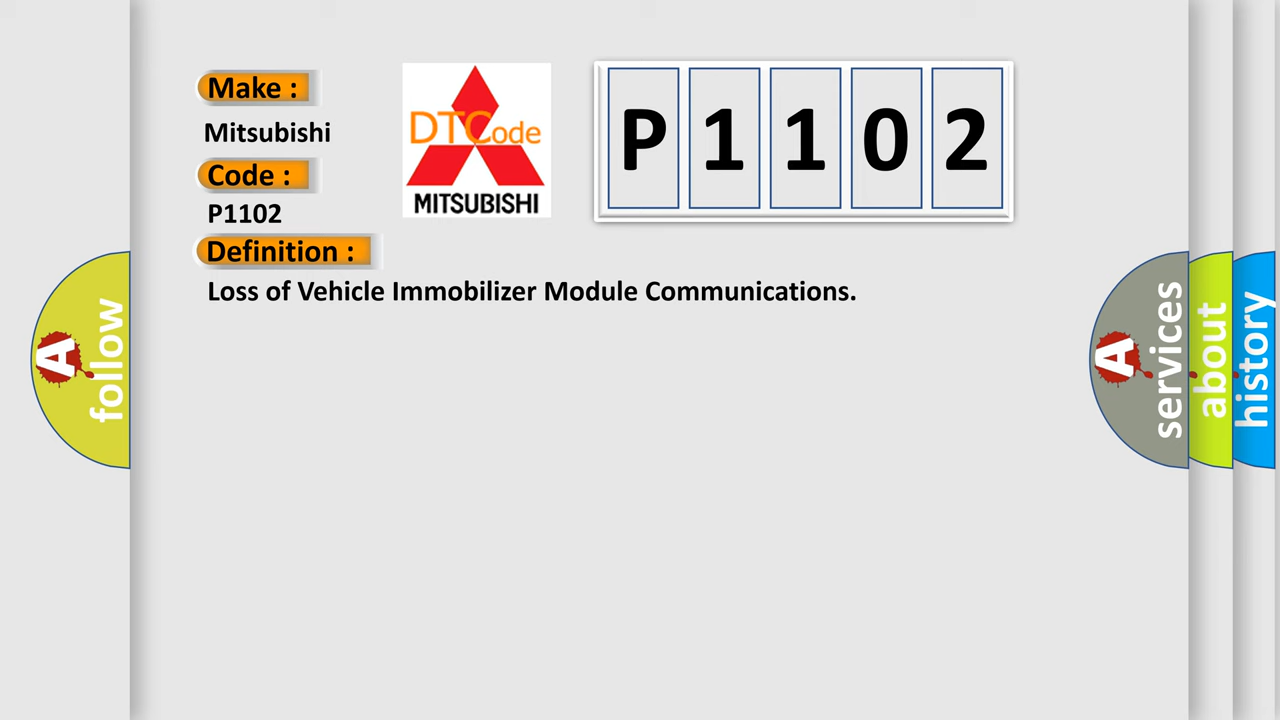 Make :
Mitsubishi
Code :
P1102
Definition :
Loss of Vehicle Immobilizer Module Communications.
DTCode
MITSUBISHI
P 1 1 0 2
A
follow
A
services
about
history